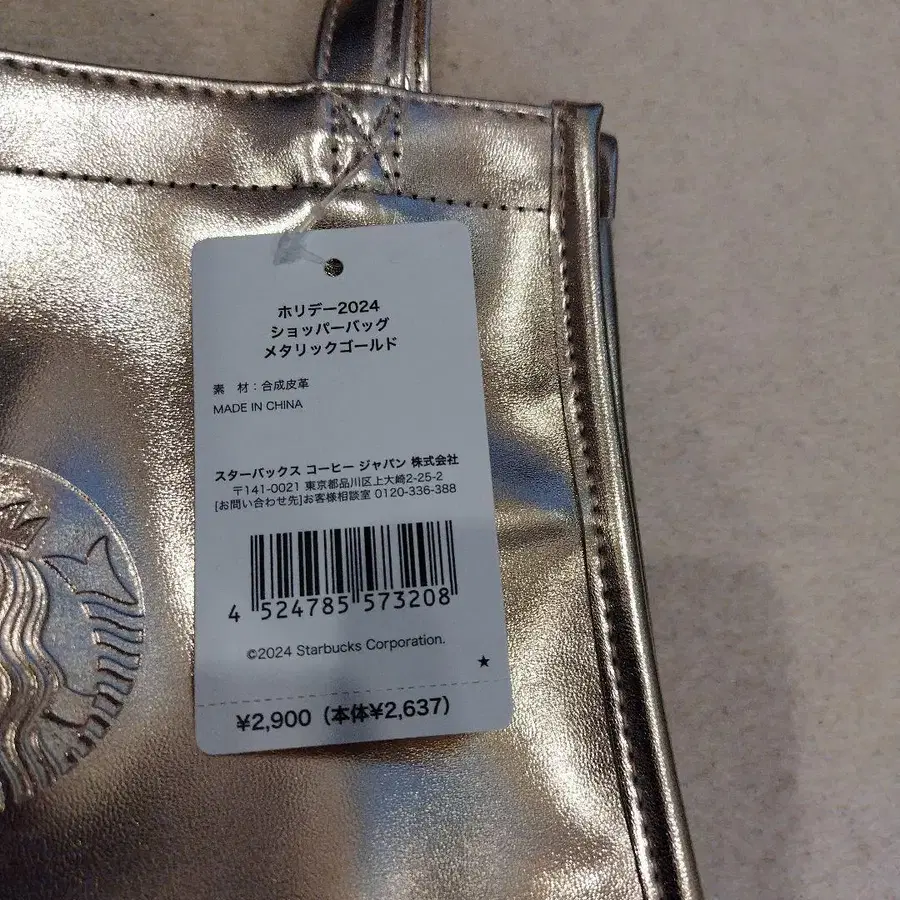 ホリデー2024
ショッパーバッグ
メタリックゴールド
素 材：合成皮革
MADE IN CHINA
スターバックス コーヒー ジャパン 株式会社
〒141-0021 東京都品川区上大崎2-25-2
[お問い合わせ先]お客様相談室 0120-336-388
4 524785 573208
©2024 Starbucks Corporation.
★
¥2,900（本体¥2,637）